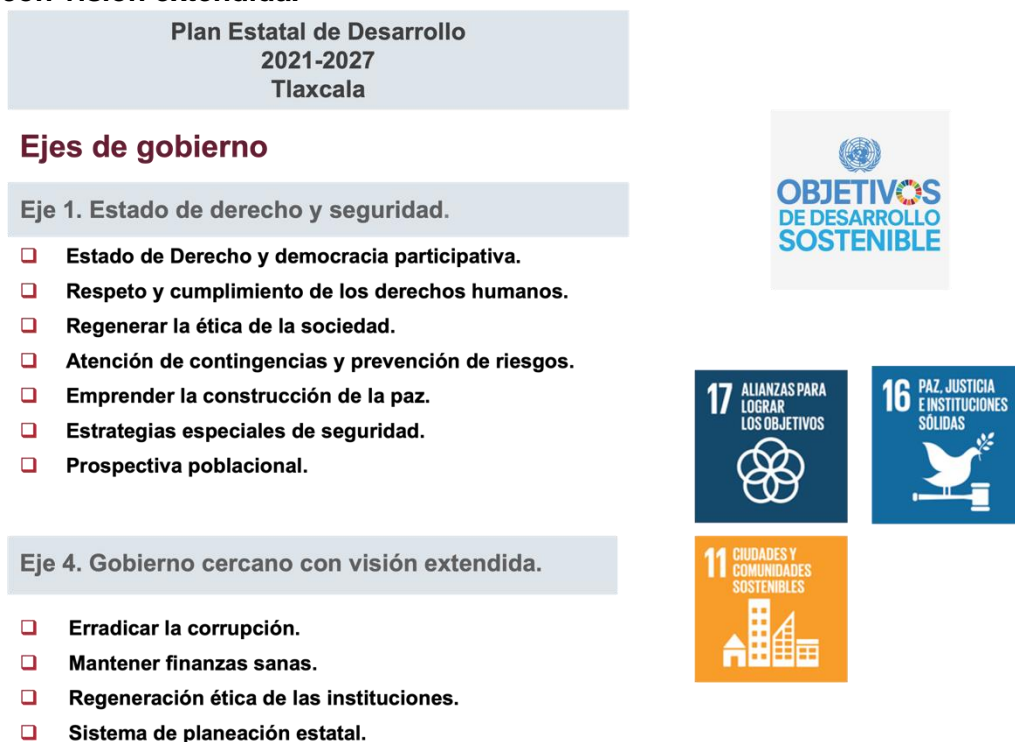 con visión extendida.
Plan Estatal de Desarrollo
2021-2027
Tlaxcala
Ejes de gobierno
Eje 1. Estado de derecho y seguridad.
Estado de Derecho y democracia participativa.
Respeto y cumplimiento de los derechos humanos.
Regenerar la ética de la sociedad.
Atención de contingencias y prevención de riesgos.
Emprender la construcción de la paz.
Estrategias especiales de seguridad.
Prospectiva poblacional.
Eje 4. Gobierno cercano con visión extendida.
Erradicar la corrupción.
Mantener finanzas sanas.
Regeneración ética de las instituciones.
Sistema de planeación estatal.
OBJETIVOS
DE DESARROLLO
SOSTENIBLE
17 ALIANZAS PARA
LOGRAR
LOS OBJETIVOS
16 PAZ, JUSTICIA
E INSTITUCIONES
SÓLIDAS
11 CIUDADES Y
COMUNIDADES
SOSTENIBLES